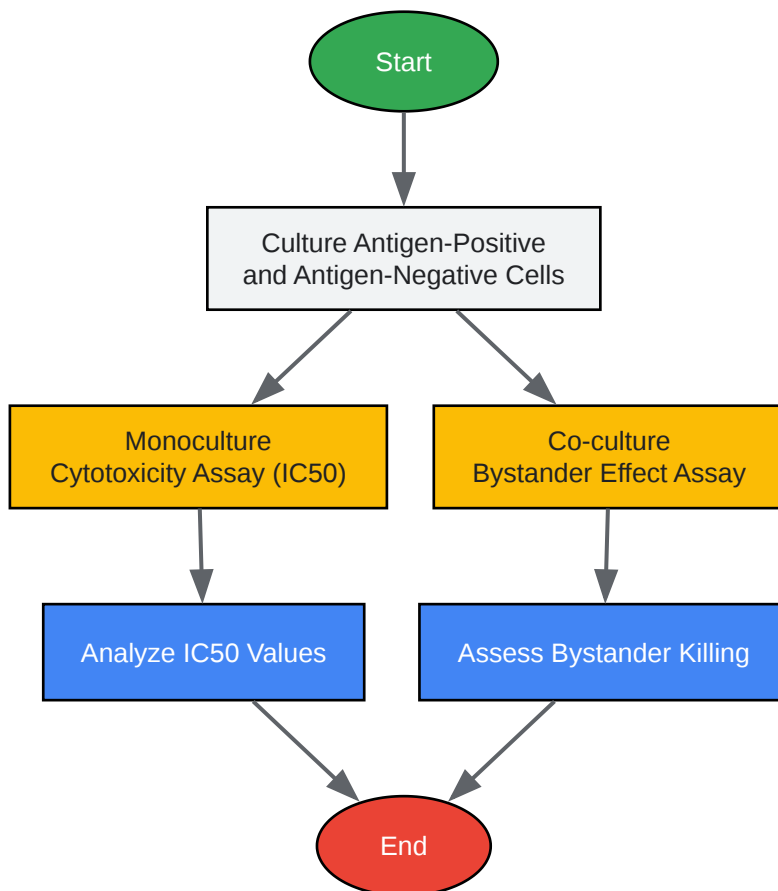 Start
Culture Antigen-Positive
and Antigen-Negative Cells
Monoculture
Cytotoxicity Assay (IC50)
Co-culture
Bystander Effect Assay
Analyze IC50 Values
Assess Bystander Killing
End